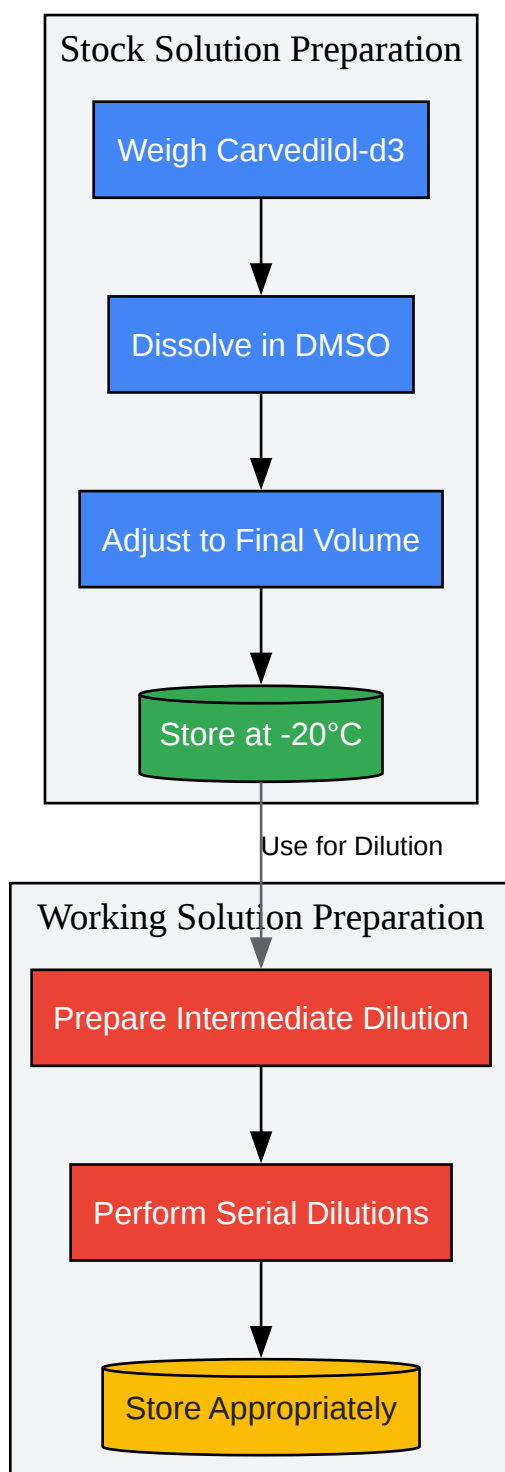 Stock Solution Preparation
Weigh Carvedilol-d3
Dissolve in DMSO
Adjust to Final Volume
Store at -20°C
Use for Dilution
Working Solution Preparation
Prepare Intermediate Dilution
Perform Serial Dilutions
Store Appropriately